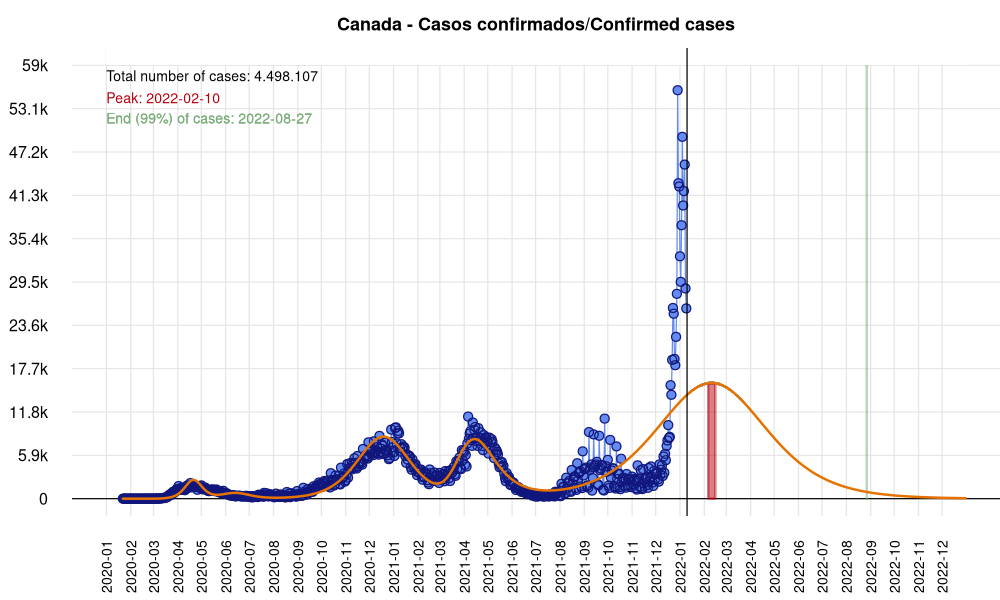 Canada - Casos confirmados/Confirmed cases
59k
Total number of cases: 4.498.107
Peak: 2022-02-10
53.1k
End (99%) of cases: 2022-08-27
47.2k
41.3k
35.4k
29.5k
23.6k
17.7k
11.8k
5.9k
0
2020-01
2020-02
2020-03
2020-04
2020-05
2020-06
2020-07
2020-08
2020-09
2020-10
2020-11
2020-12
2021-01
2021-02
2021-03
2021-04
2021-05
2021-06
2021-07
2021-08
2021-09
2021-10
2021-11
2021-12
2022-01
2022-02
2022-03
2022-04
2022-05
2022-06
2022-07
2022-08
2022-09
2022-10
2022-11
2022-12